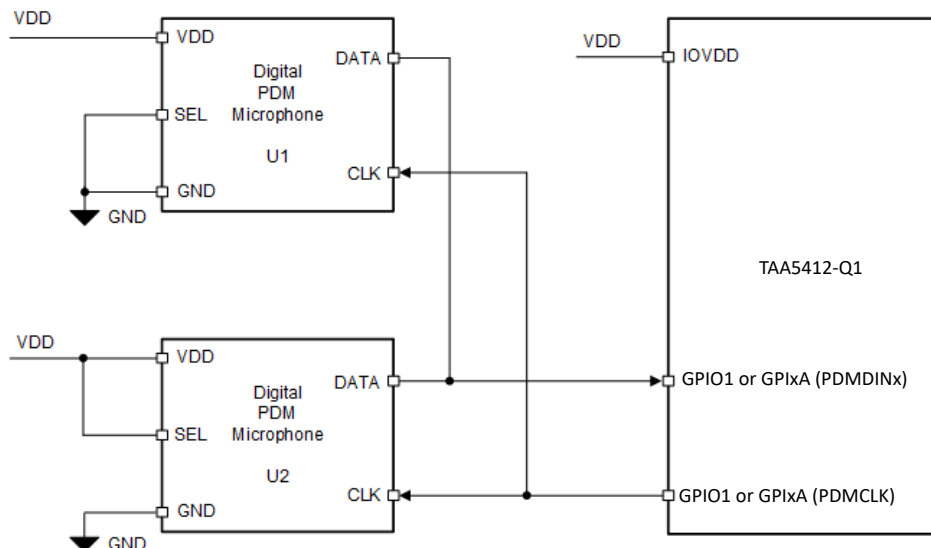 VDD
VDD
DATA
Digital
PDM
Microphone
SEL
U1
CLK
GND
GND
VDD
IOVDD
TAA5412-Q1
VDD
VDD
DATA
Digital
PDM
Microphone
SEL
U2
CLK
GND
GND
GPIO1 or GPIxA (PDMDINx)
GPIO1 or GPIxA (PDMCLK)